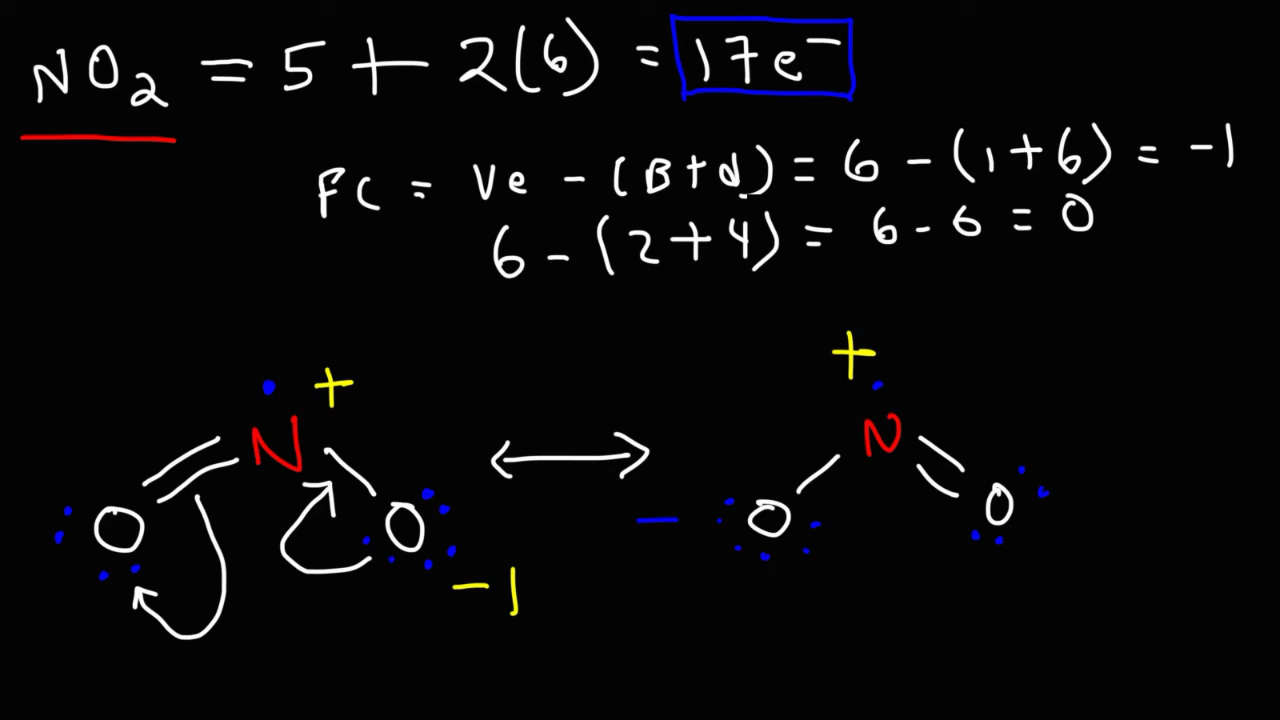 NO₂ = 5 + 2(6) = 17e⁻
FC = Ve - (B+d) = 6 - (1+6) = -1
6 - (2+4) = 6 - 6 = 0
+
N +
N
O O
O O
-
-1